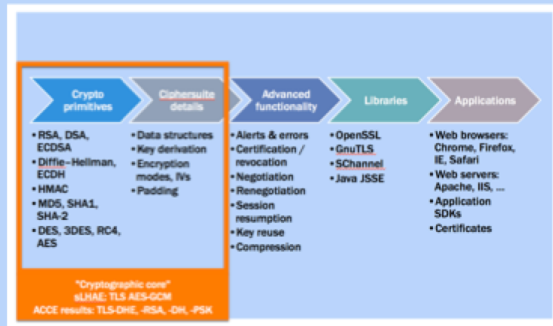 Crypto
primitives
Ciphersuite
details
Advanced
functionality
Libraries
Applications
• RSA, DSA,
ECDSA
• Diffie–Hellman,
ECDH
• HMAC
• MD5, SHA1,
SHA-2
• DES, 3DES, RC4,
AES
• Data structures
• Key derivation
• Encryption
modes, IVs
• Padding
• Alerts & errors
• Certification /
revocation
• Negotiation
• Renegotiation
• Session
resumption
• Key reuse
• Compression
• OpenSSL
• GnuTLS
• SChannel
• Java JSSE
• Web browsers:
Chrome, Firefox,
IE, Safari
• Web servers:
Apache, IIS, ...
• Application
SDKs
• Certificates
"Cryptographic core"
sLHAE: TLS AES-GCM
ACCE results: TLS-DHE, -RSA, -DH, -PSK